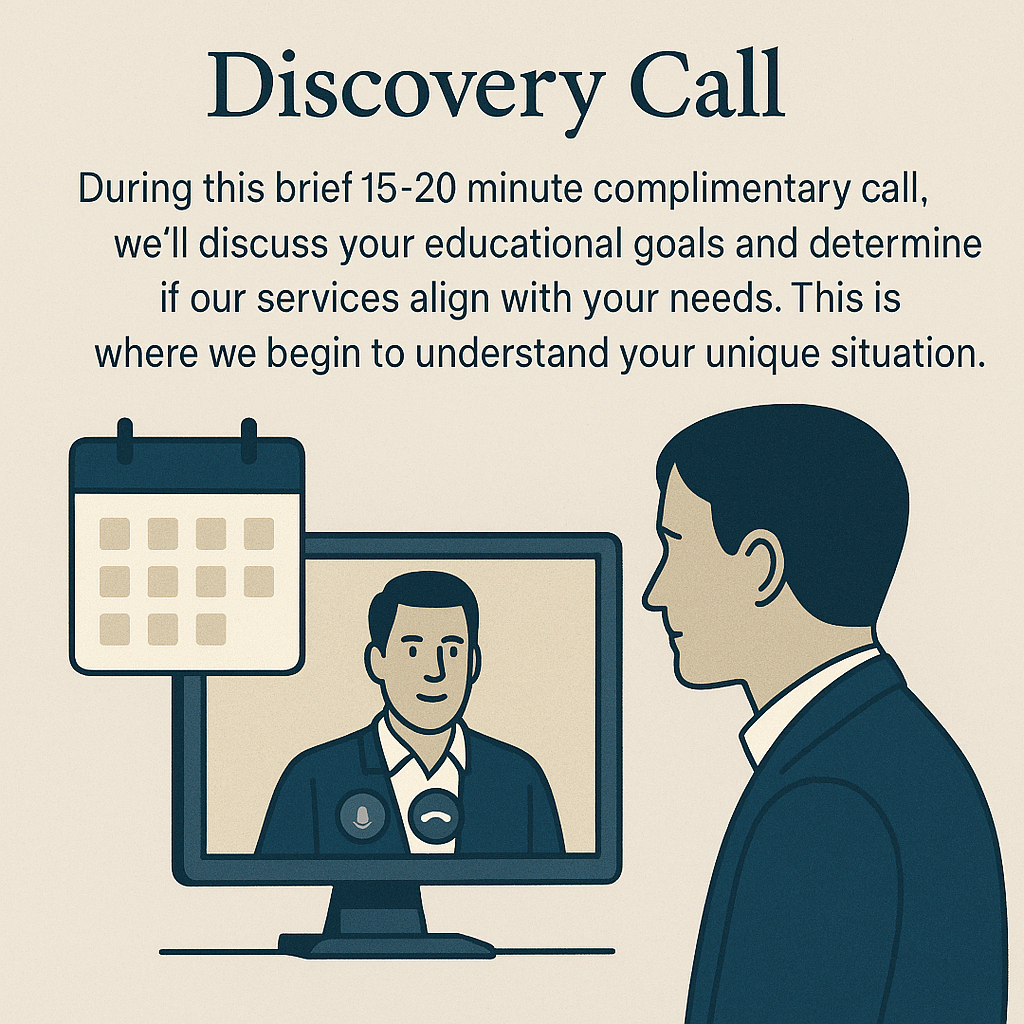 Discovery Call
During this brief 15-20 minute complimentary call,
we’ll discuss your educational goals and determine
if our services align with your needs. This is
where we begin to understand your unique situation.